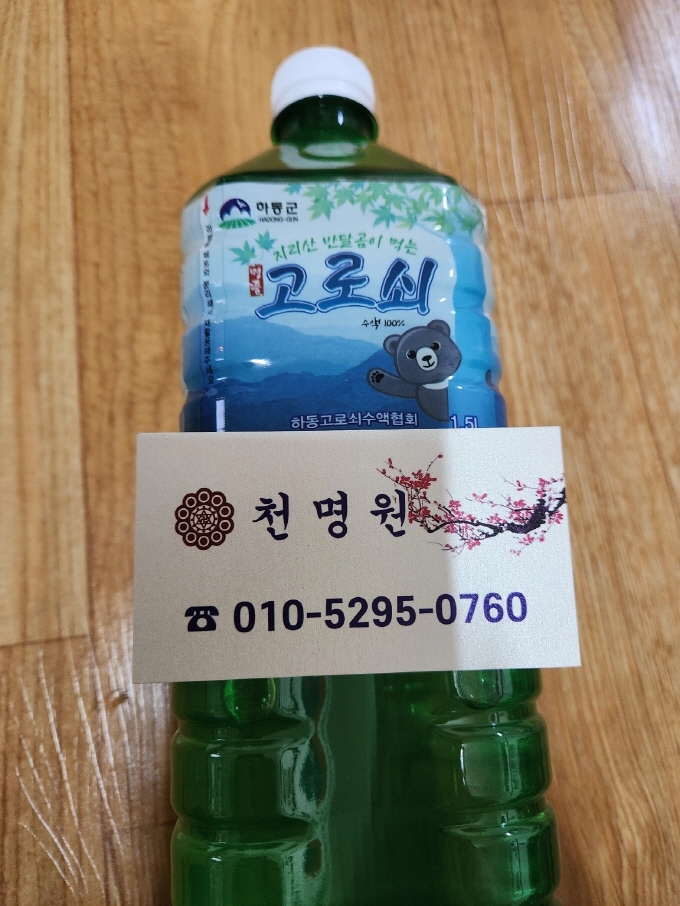 하동군
HADONG-GUN
지리산 반달곰이 먹는
명품
고로쇠
수액 100%
하동고로쇠수액협회 1.5L
천명원
☎ 010-5295-0760